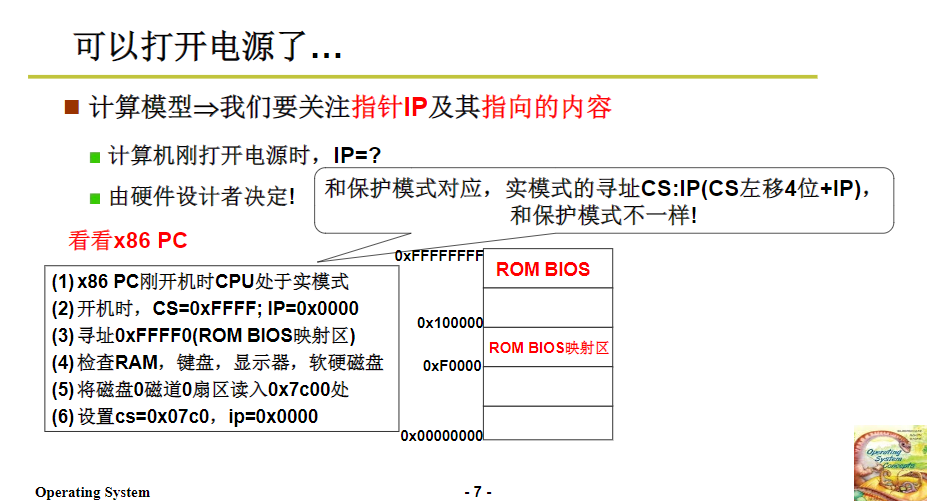 可以打开电源了…
计算模型⇒我们要关注指针IP及其指向的内容
计算机刚打开电源时，IP=?
由硬件设计者决定!
和保护模式对应，实模式的寻址CS:IP(CS左移4位+IP)，
和保护模式不一样!
看看x86 PC
(1) x86 PC刚开机时CPU处于实模式
(2) 开机时，CS=0xFFFF; IP=0x0000
(3) 寻址0xFFFF0(ROM BIOS映射区)
(4) 检查RAM，键盘，显示器，软硬磁盘
(5) 将磁盘0磁道0扇区读入0x7c00处
(6) 设置cs=0x07c0，ip=0x0000
0xFFFFFFFF
ROM BIOS
0x100000
ROM BIOS映射区
0xF0000
0x00000000
Operating
System
Concepts
Operating System
- 7 -